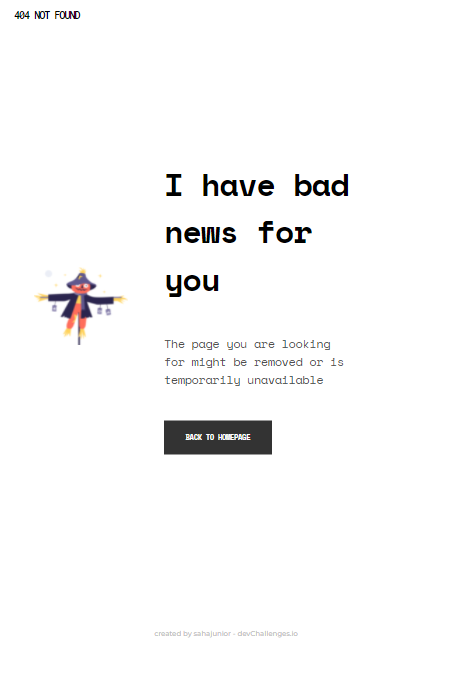 404 NOT FOUND
I have bad
news for
you
The page you are looking
for might be removed or is
temporarily unavailable
BACK TO HOMEPAGE
created by sahajunior - devChallenges.io